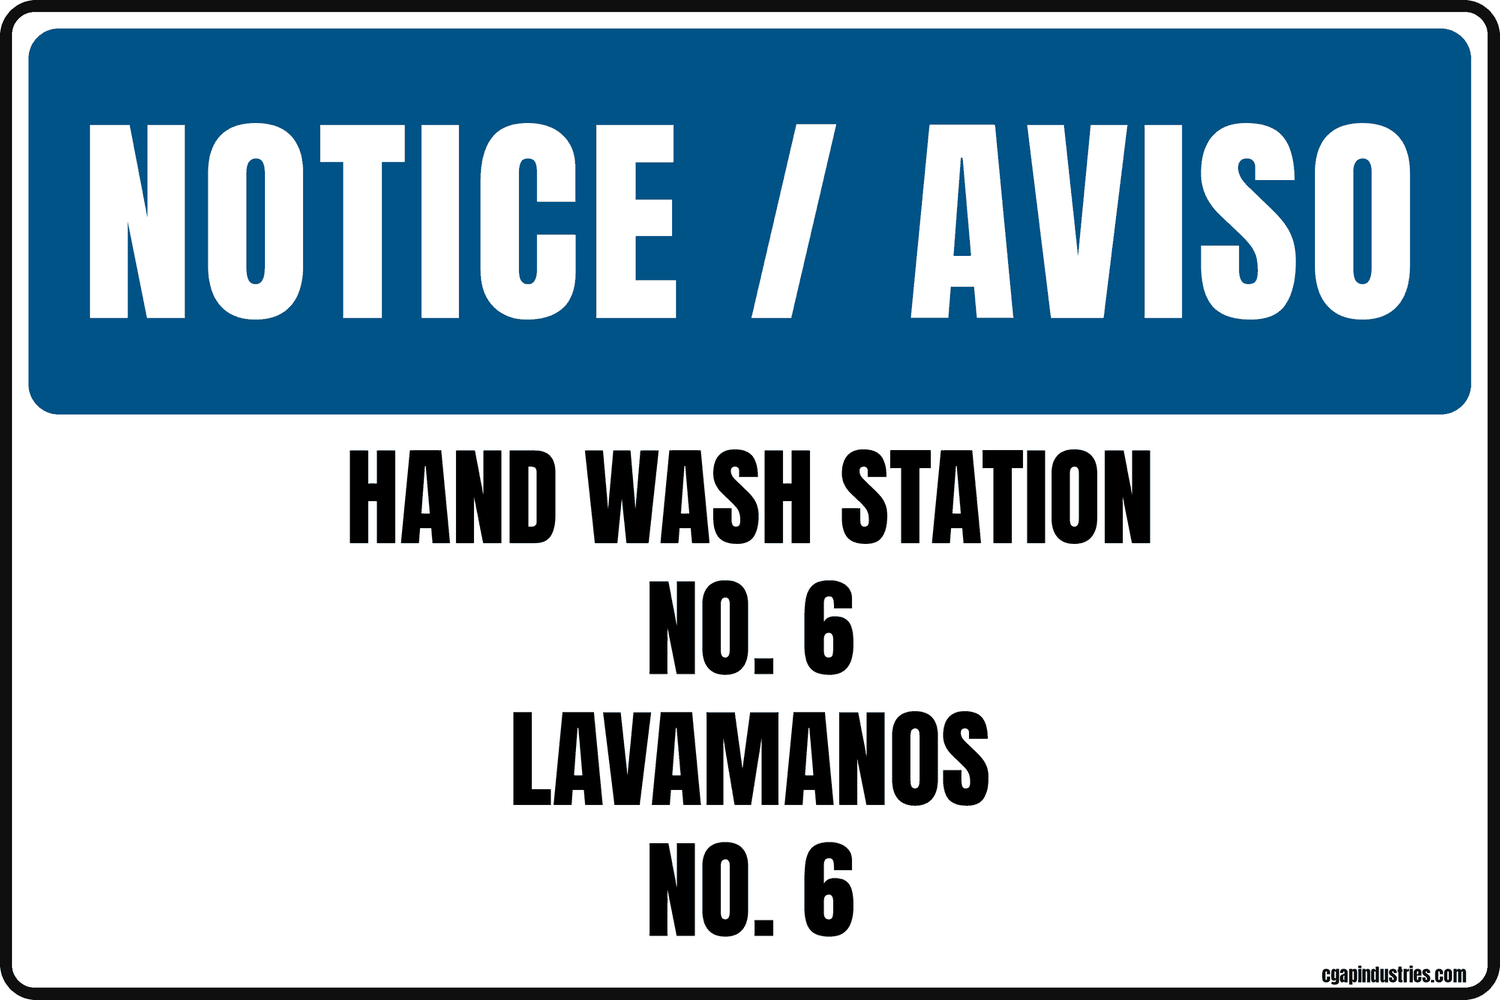 NOTICE / AVISO
HAND WASH STATION
NO. 6
LAVAMANOS
NO. 6
cgapindustries.com